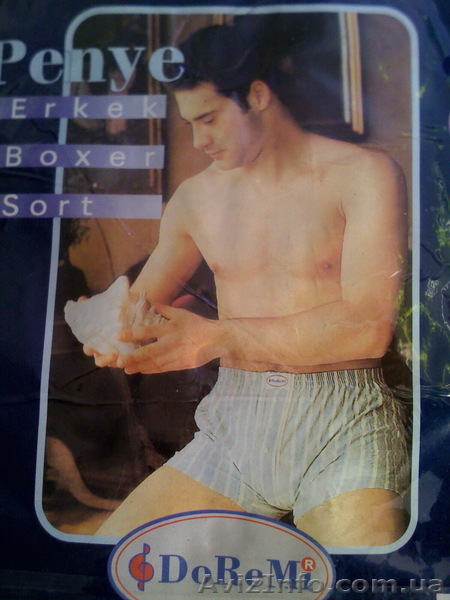 Penye
Erkek
Boxer
Sort
DoReMi®
AvizInfo.com.ua